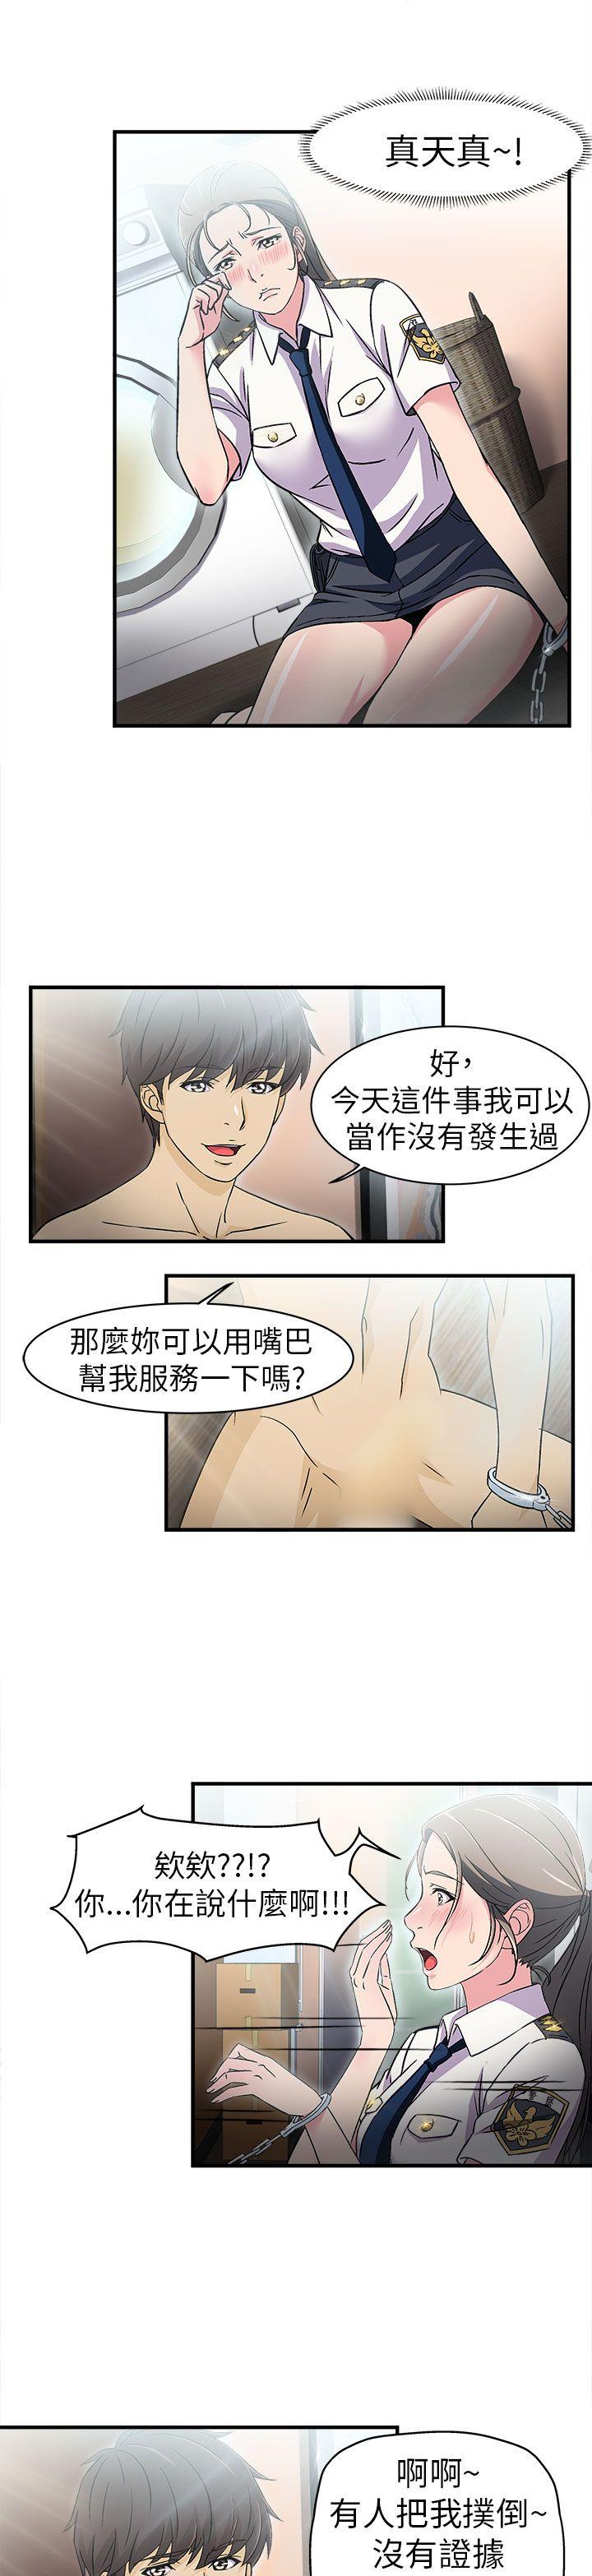 真天真~!
好,
今天這件事我可以
當作沒有發生過
那麼妳可以用嘴巴
幫我服務一下嗎?
欸欸??!?
你...你在說什麼啊!!!
啊啊~
有人把我撲倒~
沒有證據